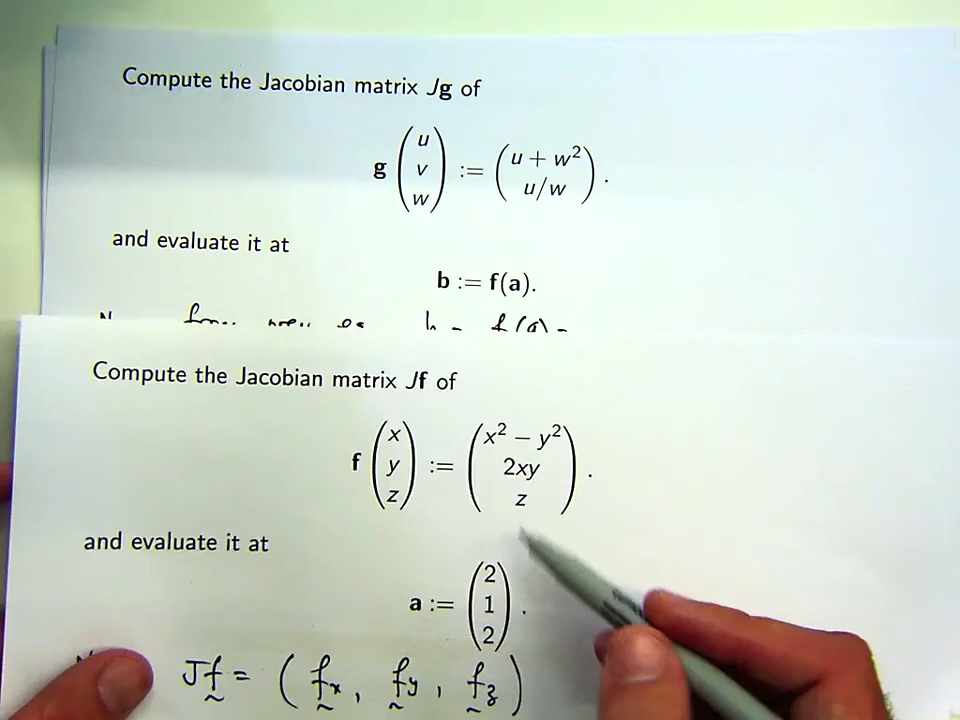 Compute the Jacobian matrix Jg of
g (u v w) := (u + w² u/w) .
and evaluate it at
b := f(a).
Compute the Jacobian matrix Jf of
f (x y z) := (x² − y² 2xy z) .
and evaluate it at
a := (2 1 2) .
Jf = ( fx , fy , fz )